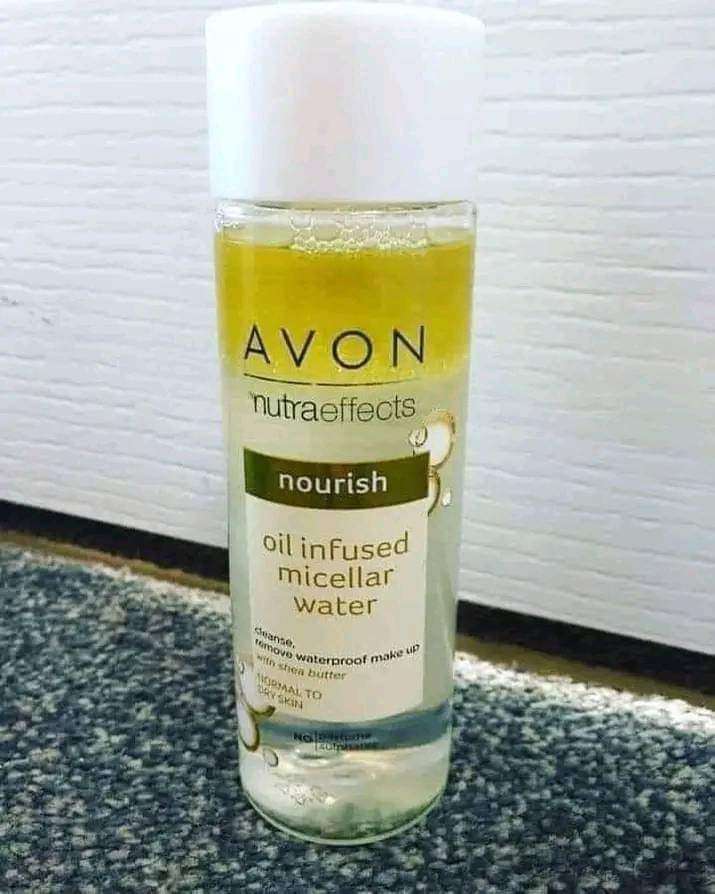 AVON
nutraeffects
nourish
oil infused
micellar
water
cleanse,
remove waterproof make up
with shea butter
NORMAL TO
DRY SKIN
NO